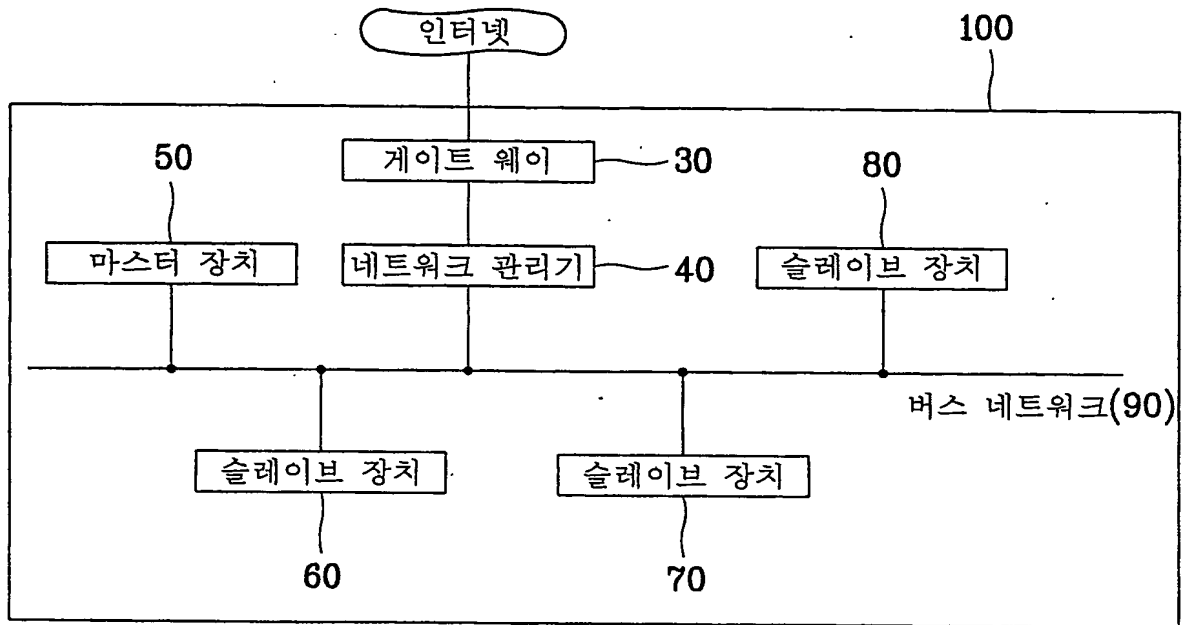 인터넷
100
50
게이트 웨이
30
80
마스터 장치
네트워크 관리기
40
슬레이브 장치
버스 네트워크(90)
슬레이브 장치
슬레이브 장치
60
70